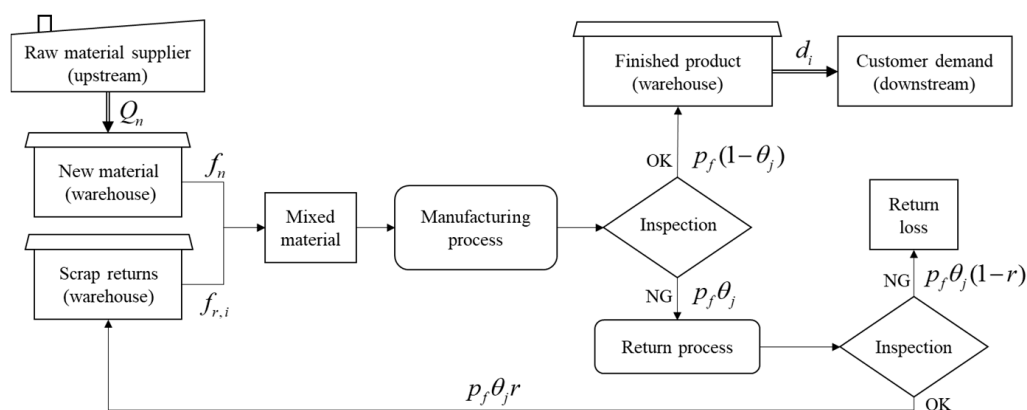 Raw material supplier
(upstream)
Q_n
New material
(warehouse)
f_n
Scrap returns
(warehouse)
f_{r,i}
Mixed
material
Manufacturing
process
Inspection
OK
p_f(1-θ_j)
Finished product
(warehouse)
d_i
Customer demand
(downstream)
NG
p_fθ_j
Return process
Inspection
NG
p_fθ_j(1-r)
Return
loss
OK
p_fθ_jr